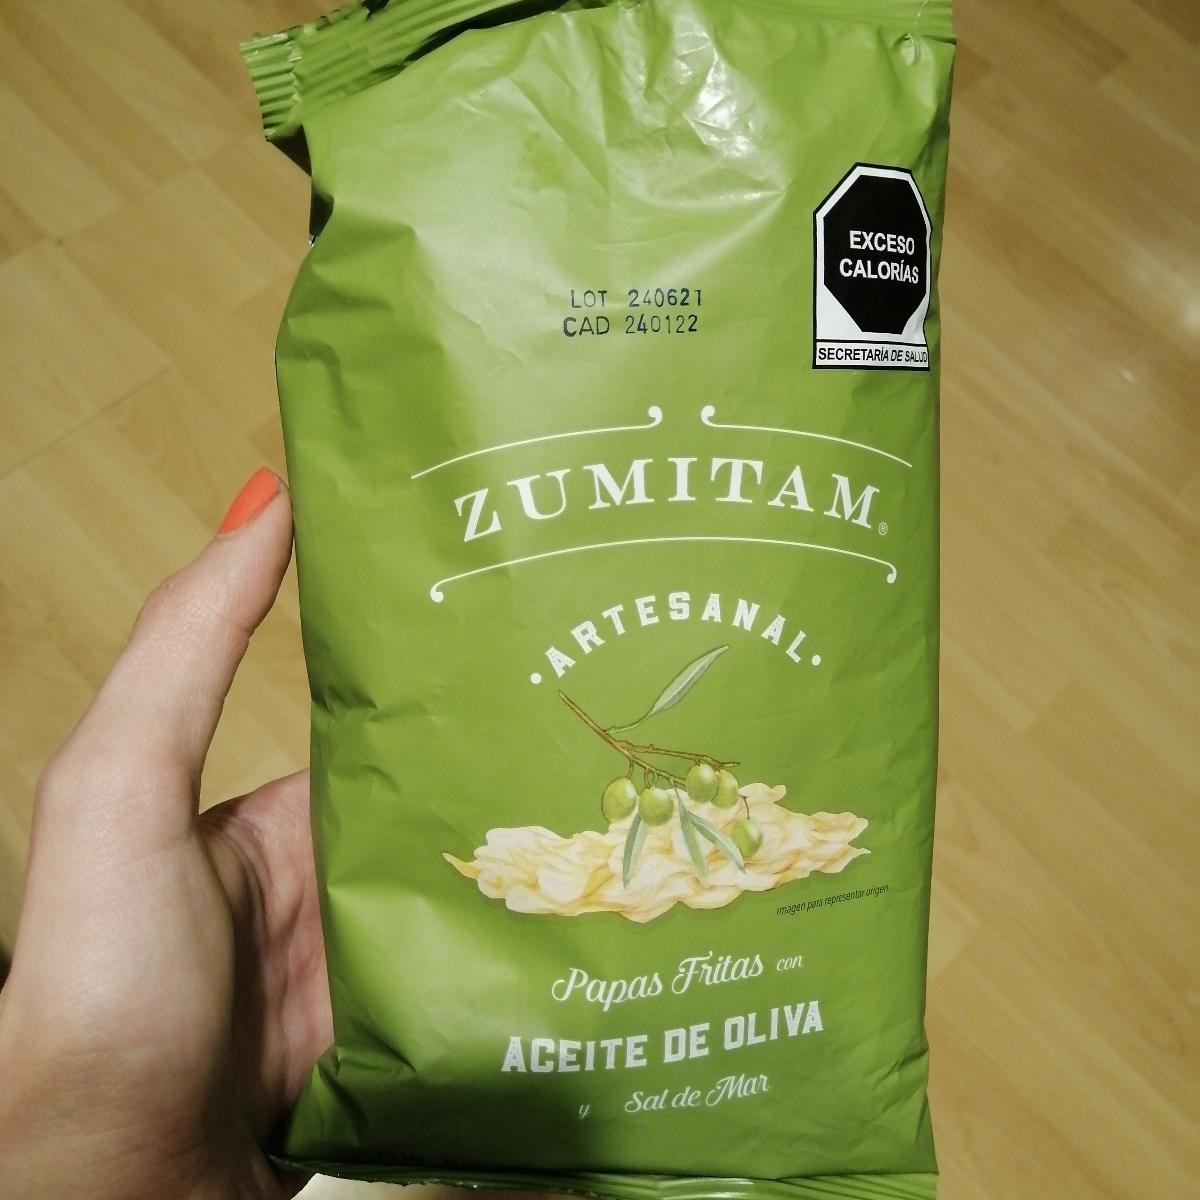 LOT 240621
CAD 240122
EXCESO
CALORÍAS
SECRETARÍA DE SALUD
ZUMITAM®
·ARTESANAL·
Imagen para representar origen
Papas Fritas con
ACEITE DE OLIVA
y Sal de Mar